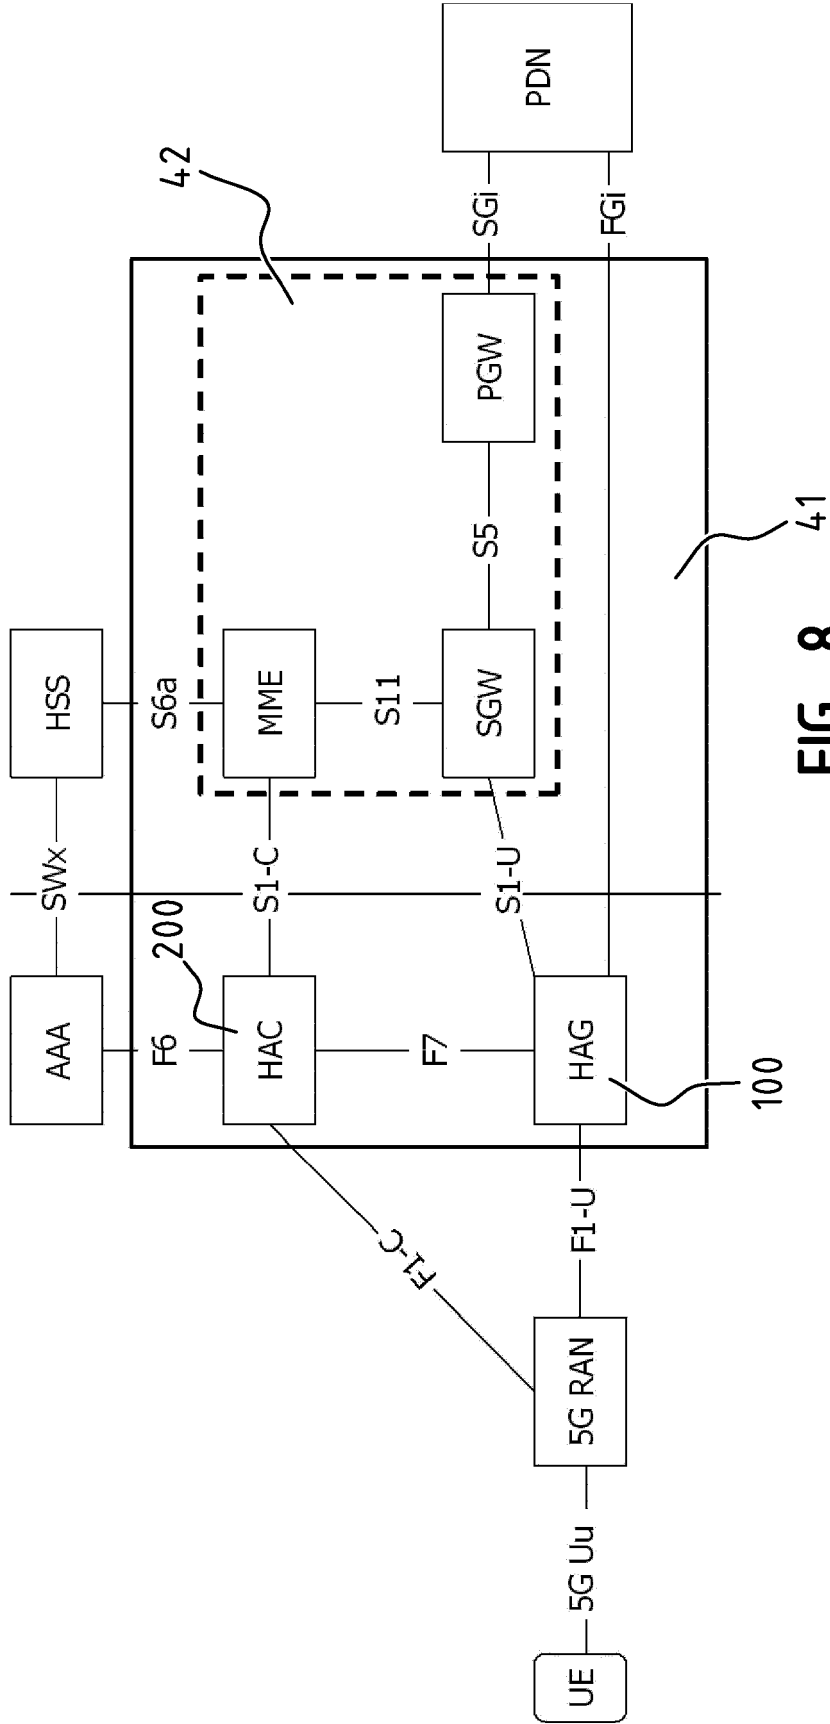 AAA
SWx
HSS
F6
S6a
200
42
HAC
S1-C
MME
F7
S11
F1-C
UE
5G Uu
5G RAN
F1-U
HAG
S1-U
SGW
S5
PGW
SGi
PDN
FGi
100
41
FIG 8